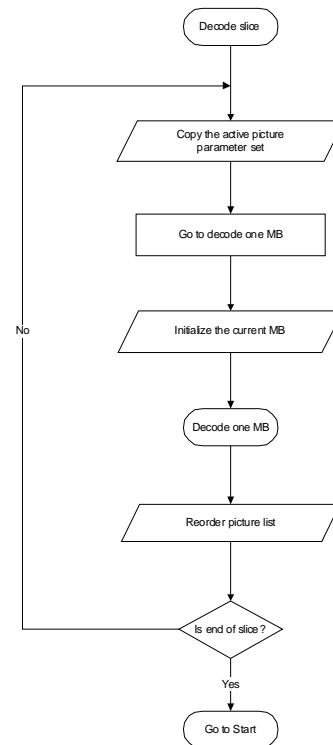 Decode slice
Copy the active picture
parameter set
Go to decode one MB
No
Initialize the current MB
Decode one MB
Reorder picture list
Is end of slice?
Yes
Go to Start